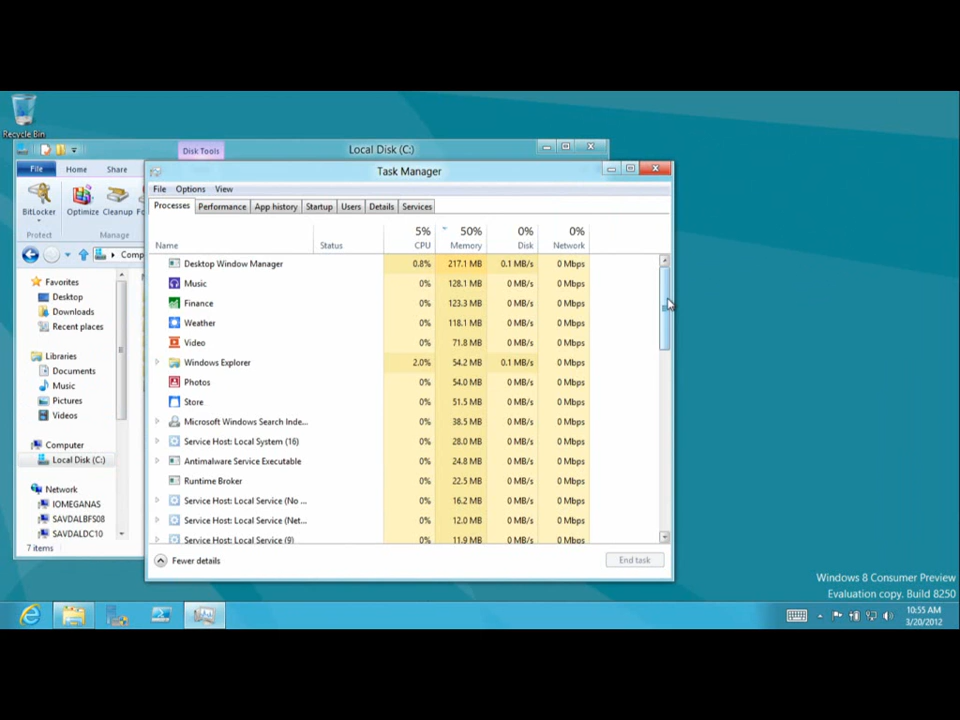 Recycle Bin
Disk Tools
Local Disk (C:)
File Home Share
BitLocker Optimize Cleanup
Protect Manage
Comp
Favorites
Desktop
Downloads
Recent places
Libraries
Documents
Music
Pictures
Videos
Computer
Local Disk (C:)
Network
IOMEGANAS
SAVDALBFS08
SAVDALDC10
7 items
Task Manager
File Options View
Processes Performance App history Startup Users Details Services
5% 50% 0% 0%
Name Status CPU Memory Disk Network
Desktop Window Manager 0.8% 217.1 MB 0.1 MB/s 0 Mbps
Music 0% 128.1 MB 0 MB/s 0 Mbps
Finance 0% 123.3 MB 0 MB/s 0 Mbps
Weather 0% 118.1 MB 0 MB/s 0 Mbps
Video 0% 71.8 MB 0 MB/s 0 Mbps
Windows Explorer 2.0% 54.2 MB 0.1 MB/s 0 Mbps
Photos 0% 54.0 MB 0 MB/s 0 Mbps
Store 0% 51.5 MB 0 MB/s 0 Mbps
Microsoft Windows Search Inde... 0% 38.5 MB 0 MB/s 0 Mbps
Service Host: Local System (16) 0% 28.0 MB 0 MB/s 0 Mbps
Antimalware Service Executable 0% 24.8 MB 0 MB/s 0 Mbps
Runtime Broker 0% 22.5 MB 0 MB/s 0 Mbps
Service Host: Local Service (No ... 0% 16.2 MB 0 MB/s 0 Mbps
Service Host: Local Service (Net... 0% 12.0 MB 0 MB/s 0 Mbps
Service Host: Local Service (9) 0% 11.9 MB 0 MB/s 0 Mbps
Fewer details End task
Windows 8 Consumer Preview
Evaluation copy. Build 8250
10:55 AM
3/20/2012